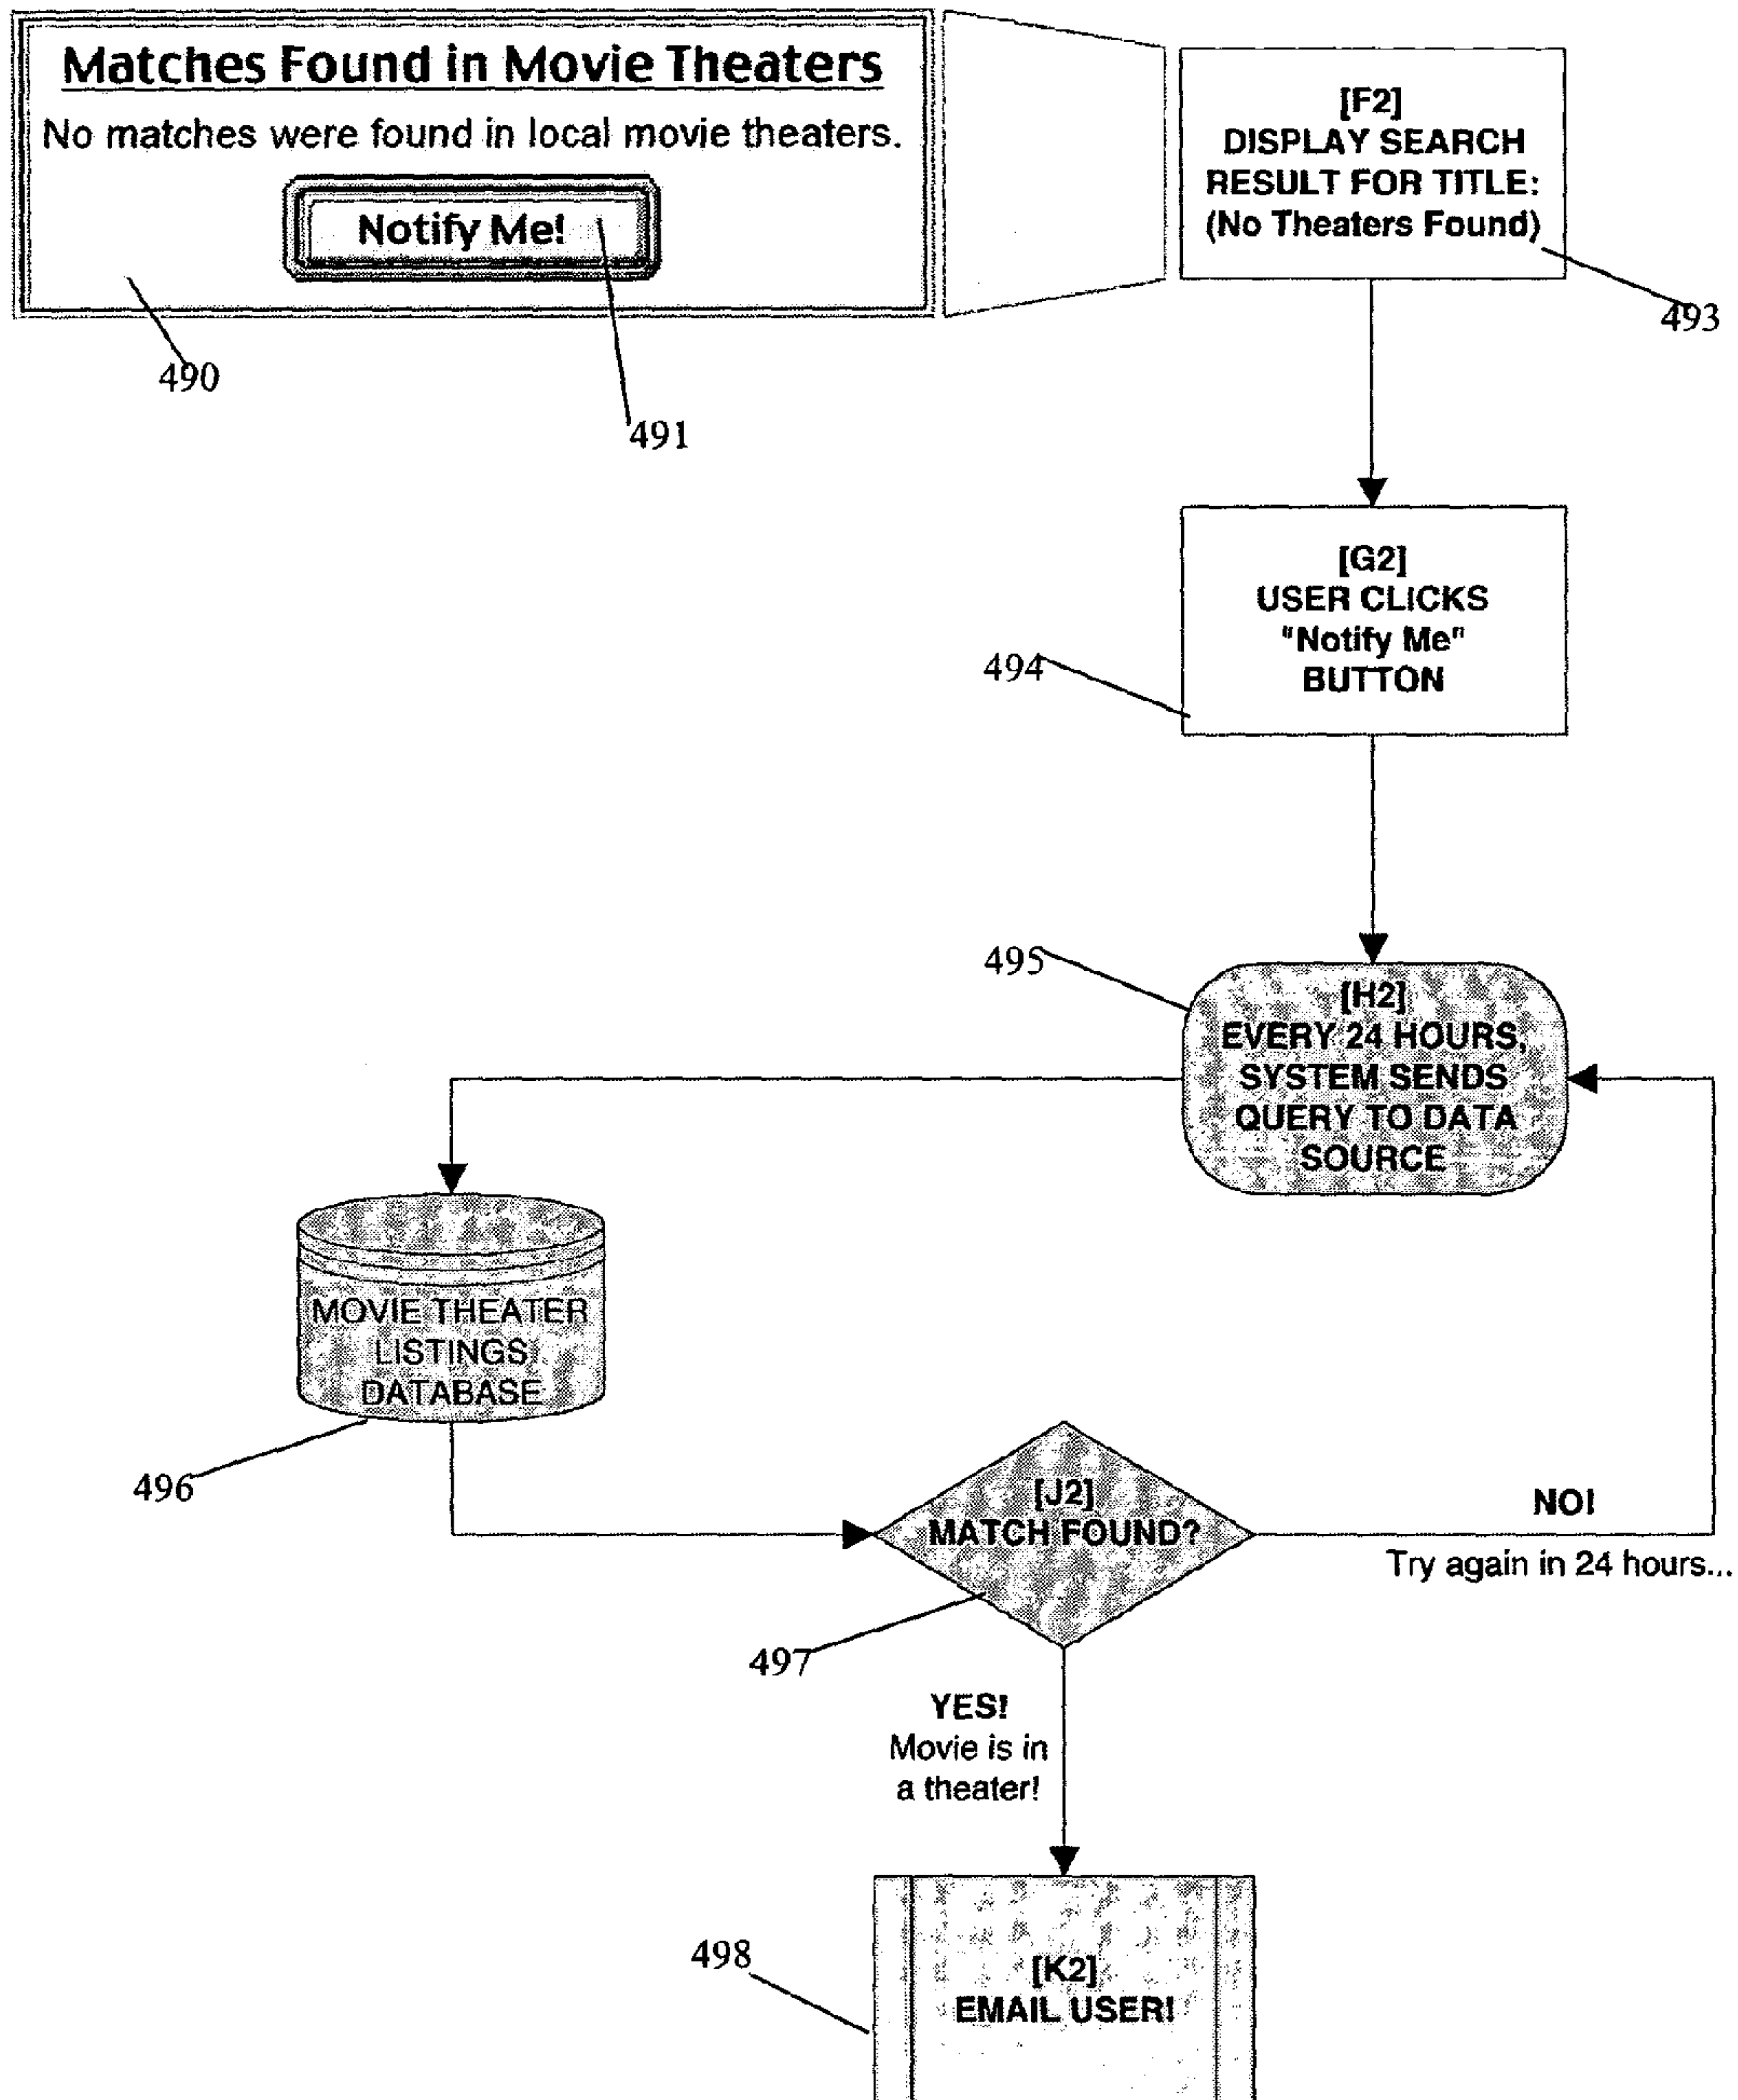 Matches Found in Movie Theaters
No matches were found in local movie theaters.
Notify Me!
490
491
[F2]
DISPLAY SEARCH
RESULT FOR TITLE:
(No Theaters Found)
493
[G2]
USER CLICKS
"Notify Me"
BUTTON
494
495
[H2]
EVERY 24 HOURS,
SYSTEM SENDS
QUERY TO DATA
SOURCE
MOVIE THEATER
LISTINGS
DATABASE
496
[J2]
MATCH FOUND?
NO!
Try again in 24 hours...
497
YES!
Movie is in
a theater!
498
[K2]
EMAIL USER!